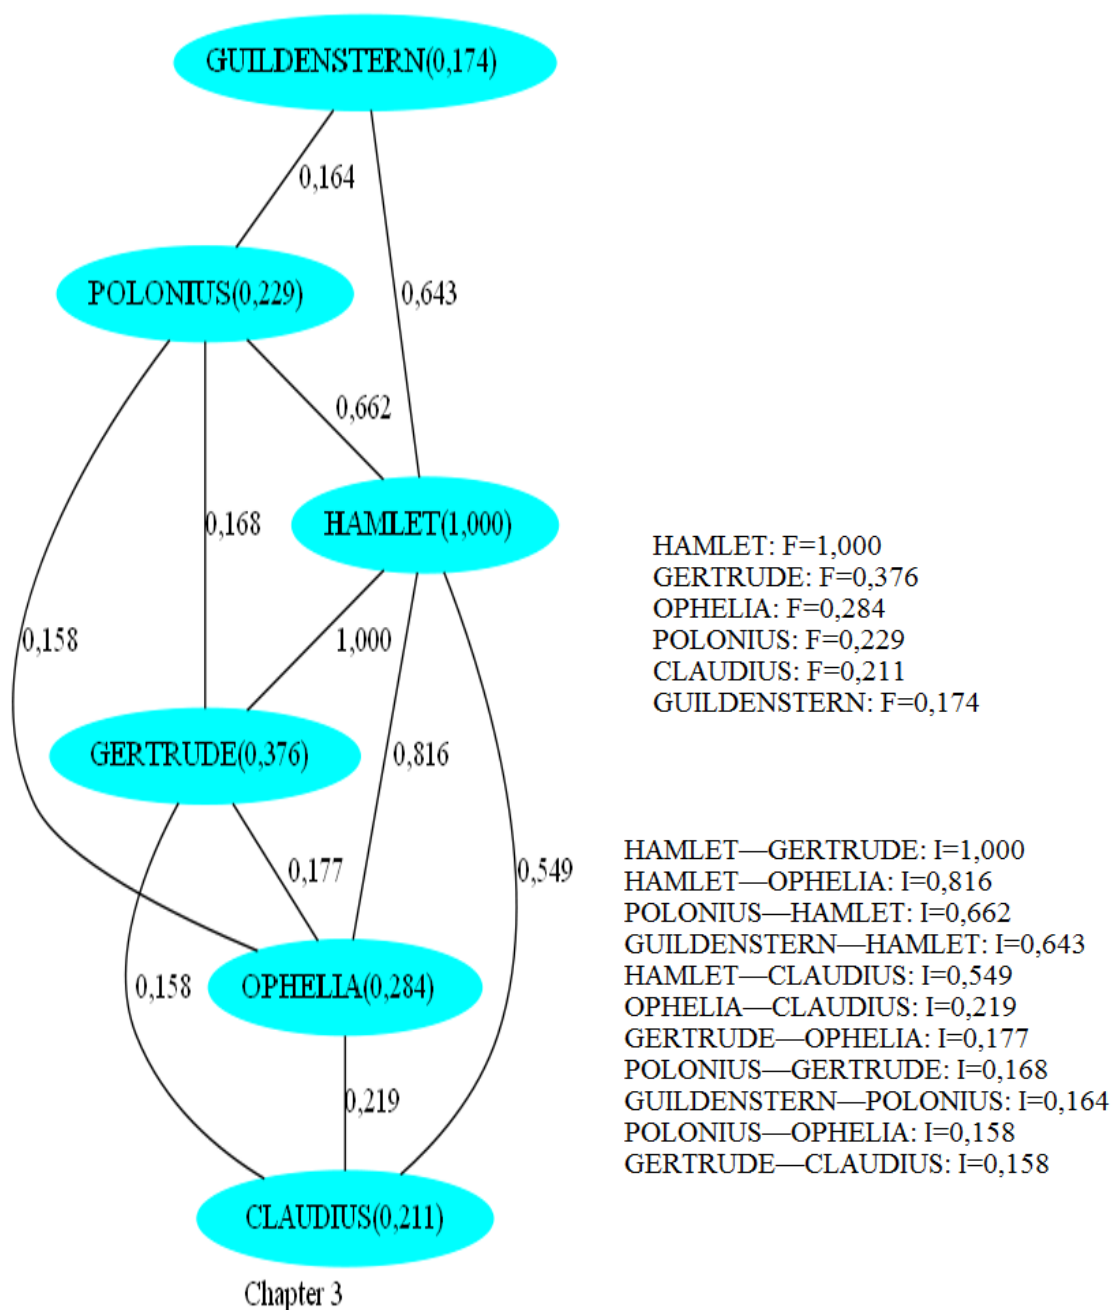 GUILDENSTERN(0,174)
0,164
POLONIUS(0,229)
0,643
0,662
0,168
HAMLET(1,000)
0,158
1,000
GERTRUDE(0,376)
0,816
0,177
0,549
0,158
OPHELIA(0,284)
0,219
CLAUDIUS(0,211)
Chapter 3
HAMLET: F=1,000
GERTRUDE: F=0,376
OPHELIA: F=0,284
POLONIUS: F=0,229
CLAUDIUS: F=0,211
GUILDENSTERN: F=0,174
HAMLET—GERTRUDE: I=1,000
HAMLET—OPHELIA: I=0,816
POLONIUS—HAMLET: I=0,662
GUILDENSTERN—HAMLET: I=0,643
HAMLET—CLAUDIUS: I=0,549
OPHELIA—CLAUDIUS: I=0,219
GERTRUDE—OPHELIA: I=0,177
POLONIUS—GERTRUDE: I=0,168
GUILDENSTERN—POLONIUS: I=0,164
POLONIUS—OPHELIA: I=0,158
GERTRUDE—CLAUDIUS: I=0,158